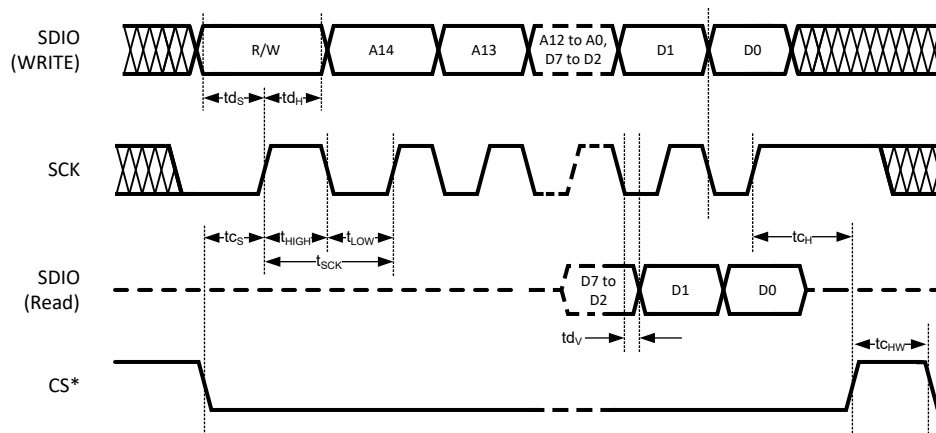 SDIO
(WRITE)
R/W
A14
A13
A12 to A0,
D7 to D2
D1
D0
tdS
tdH
SCK
tcS
tHIGH
tLOW
tSCK
tcH
SDIO
(Read)
D7 to
D2
D1
D0
tdV
tcHW
CS*